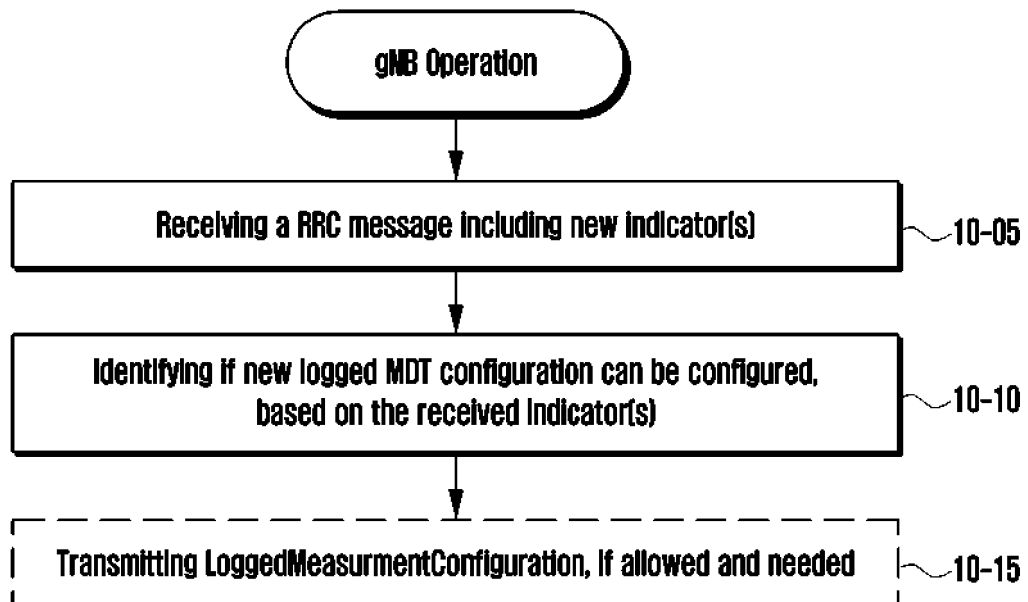 gNB Operation
Receiving a RRC message including new indicator(s)
10-05
Identifying if new logged MDT configuration can be configured,
based on the received indicator(s)
10-10
Transmitting LoggedMeasurmentConfiguration, if allowed and needed
10-15